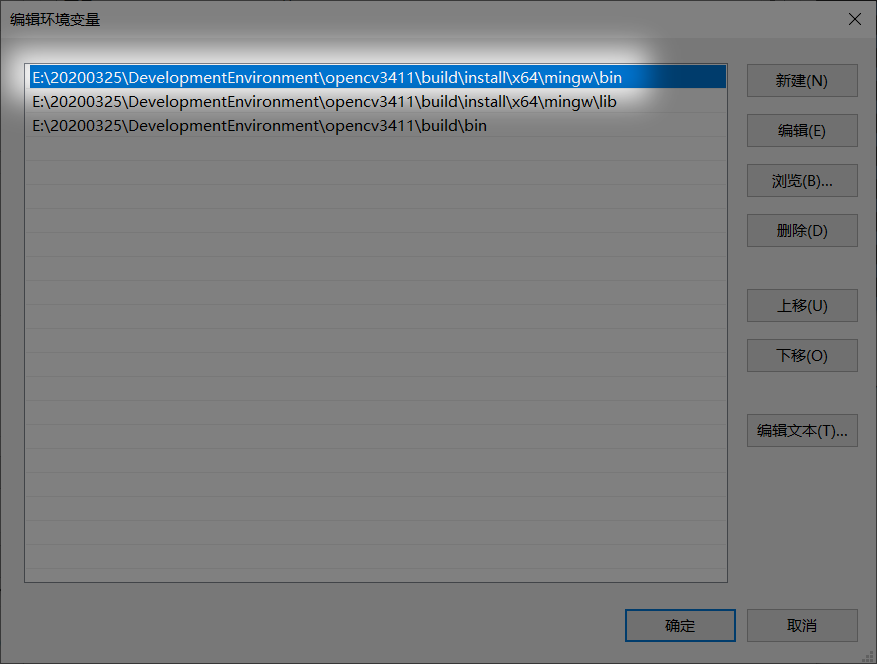 编辑环境变量
E:\20200325\DevelopmentEnvironment\opencv3411\build\install\x64\mingw\bin
E:\20200325\DevelopmentEnvironment\opencv3411\build\install\x64\mingw\lib
E:\20200325\DevelopmentEnvironment\opencv3411\build\bin
新建(N)
编辑(E)
浏览(B)...
删除(D)
上移(U)
下移(O)
编辑文本(T)...
确定
取消